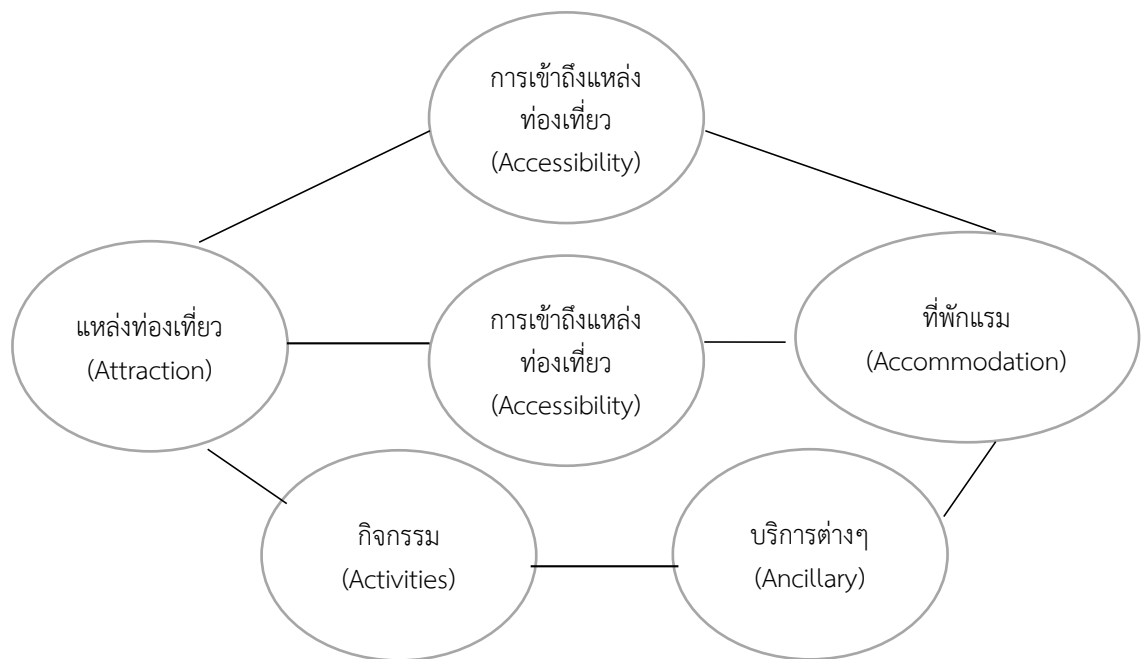 การเข้าถึงแหล่ง
ท่องเที่ยว
(Accessibility)
แหล่งท่องเที่ยว
(Attraction)
การเข้าถึงแหล่ง
ท่องเที่ยว
(Accessibility)
ที่พักแรม
(Accommodation)
กิจกรรม
(Activities)
บริการต่างๆ
(Ancillary)